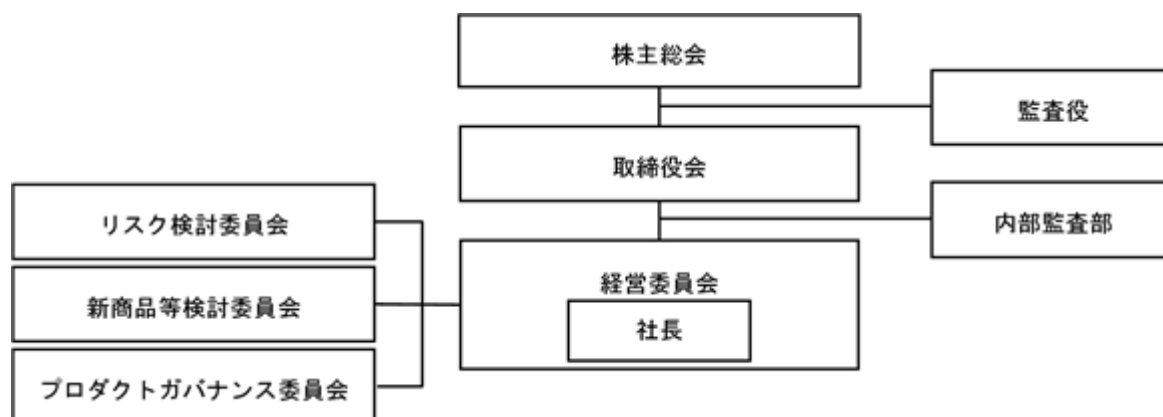 株主総会
監査役
取締役会
リスク検討委員会
内部監査部
経営委員会
新商品等検討委員会
社長
プロダクトガバナンス委員会